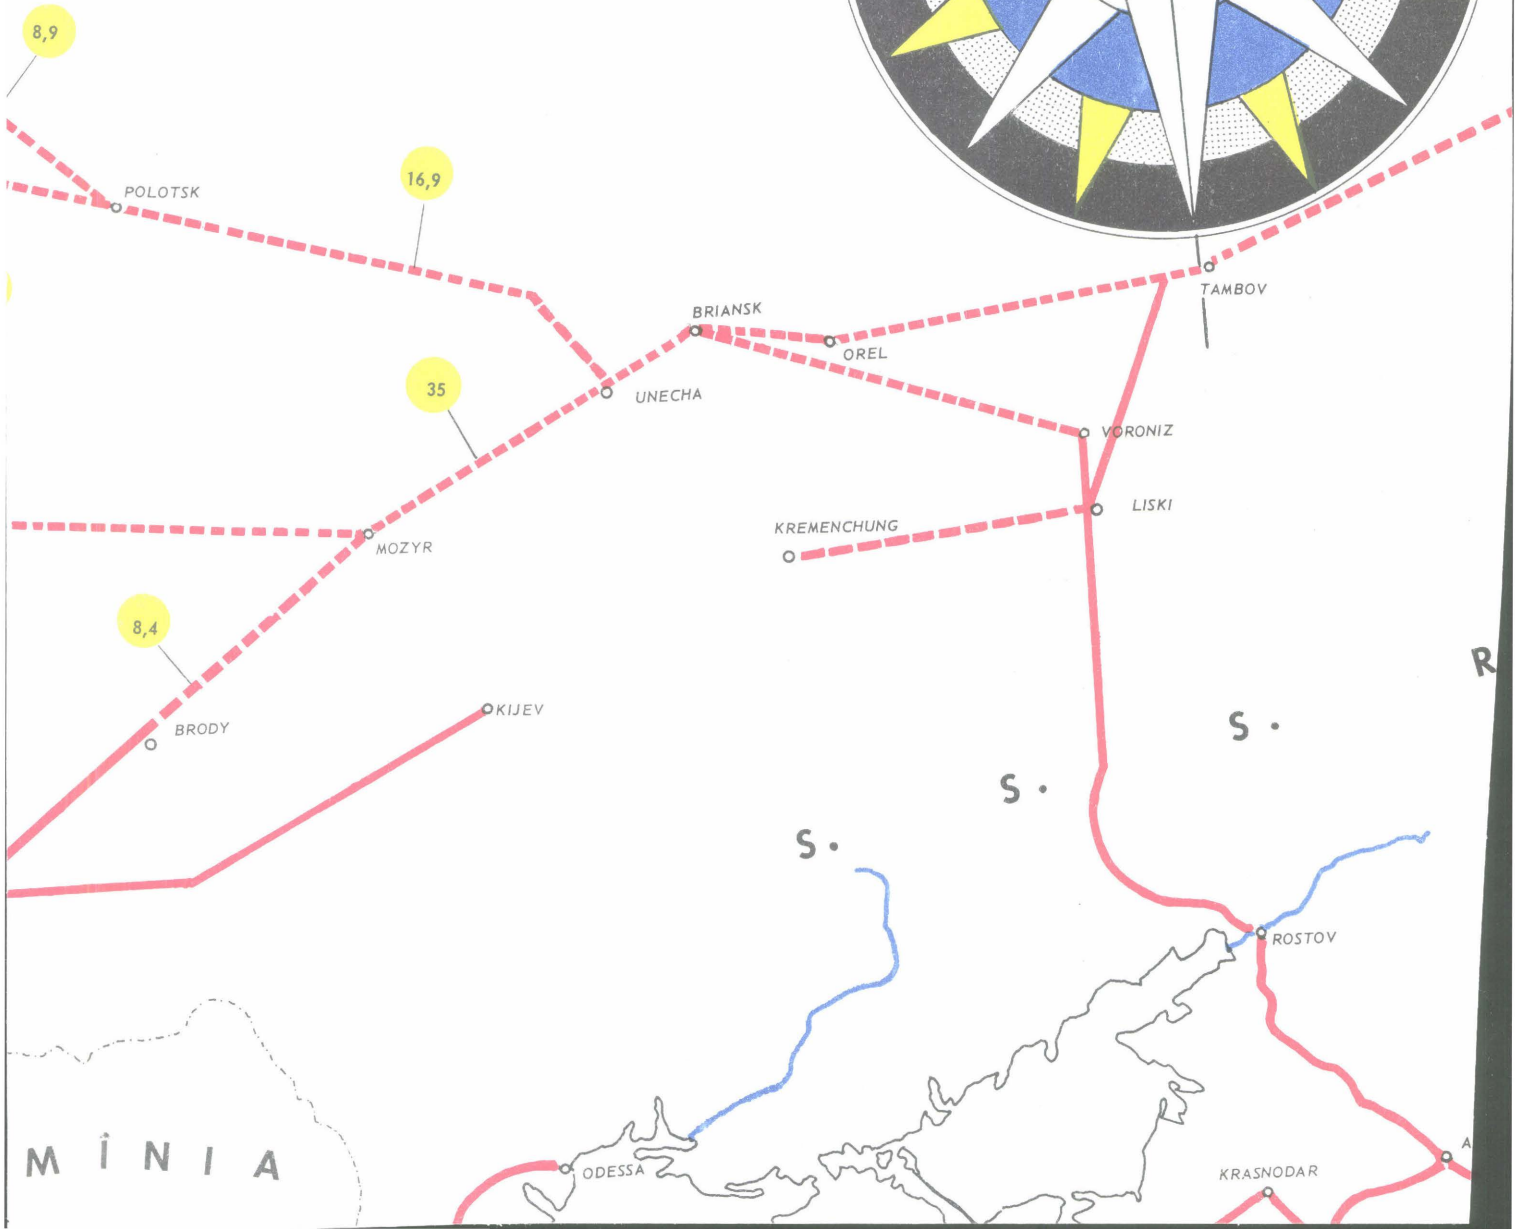 8,9
POLOTSK
16,9
TAMBOV
BRIANSK
OREL
35
UNECHA
VORONIZ
LISKI
KREMENCHUNG
MOZYR
8,4
BRODY
KIJEV
S. S. S. R
ROSTOV
MÎNIA
ODESSA
KRASNODAR
A